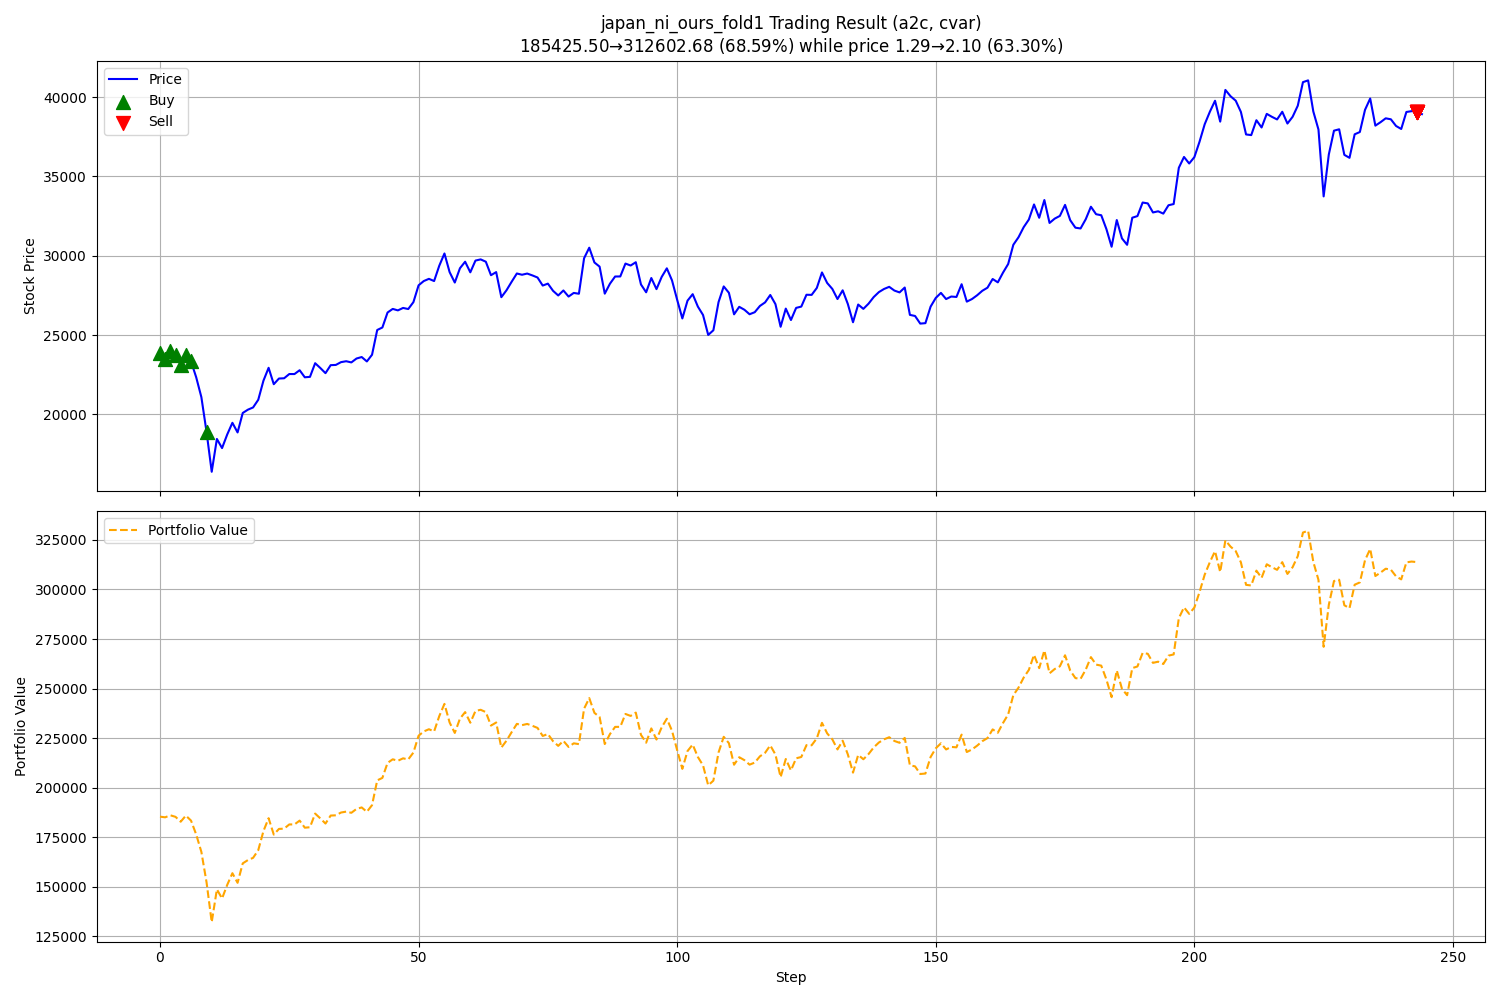 japan_ni_ours_fold1 Trading Result (a2c, cvar)
185425.50→312602.68 (68.59%) while price 1.29→2.10 (63.30%)
Price
Buy
Sell
40000
35000
30000
25000
20000
Stock Price
Portfolio Value
325000
300000
275000
250000
225000
200000
175000
150000
125000
Portfolio Value
0
50
100
150
200
250
Step